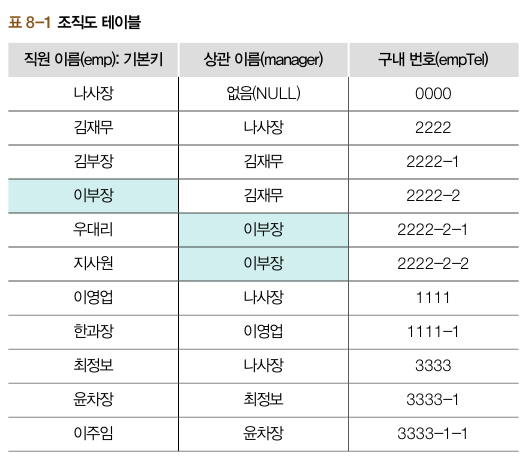 표 8-1 조직도 테이블
직원 이름(emp): 기본키 상관 이름(manager) 구내 번호(empTel)
나사장 없음(NULL) 0000
김재무 나사장 2222
김부장 김재무 2222-1
이부장 김재무 2222-2
우대리 이부장 2222-2-1
지사원 이부장 2222-2-2
이영업 나사장 1111
한과장 이영업 1111-1
최정보 나사장 3333
윤차장 최정보 3333-1
이주임 윤차장 3333-1-1